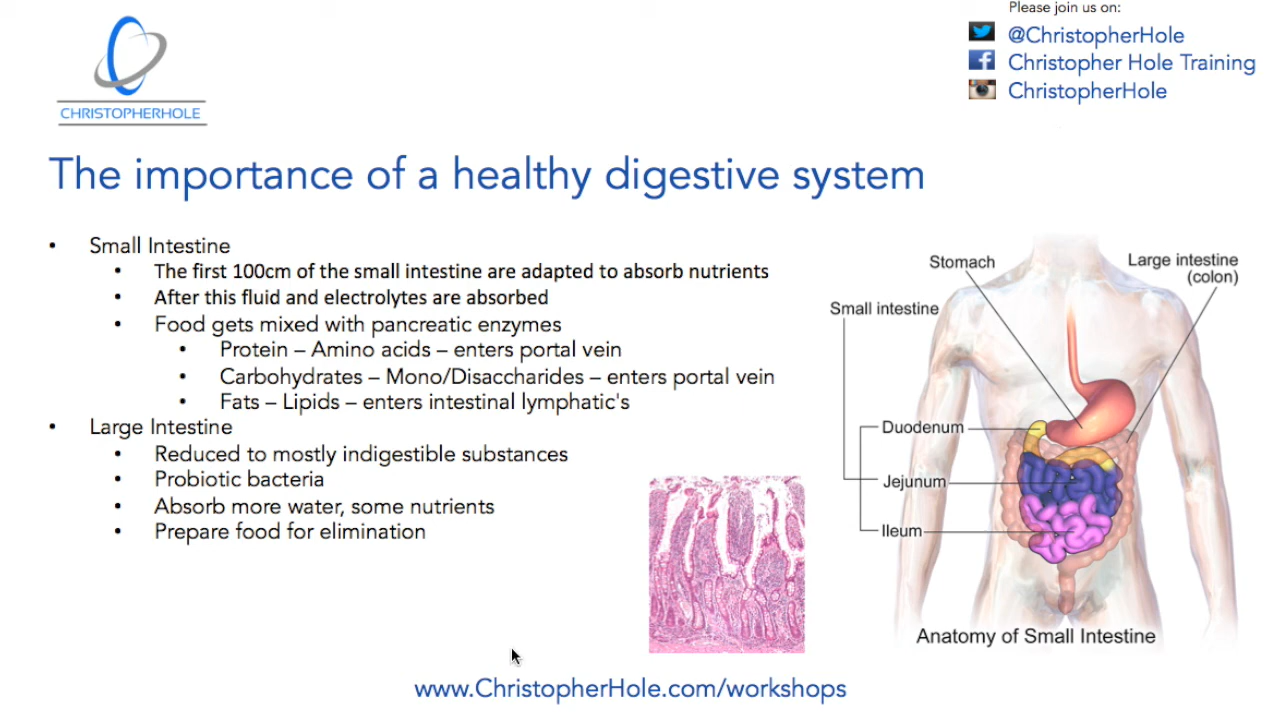 Please join us on:
@ChristopherHole
Christopher Hole Training
ChristopherHole
CHRISTOPHERHOLE
The importance of a healthy digestive system
• Small Intestine
• The first 100cm of the small intestine are adapted to absorb nutrients
• After this fluid and electrolytes are absorbed
• Food gets mixed with pancreatic enzymes
• Protein – Amino acids – enters portal vein
• Carbohydrates – Mono/Disaccharides – enters portal vein
• Fats – Lipids – enters intestinal lymphatic's
• Large Intestine
• Reduced to mostly indigestible substances
• Probiotic bacteria
• Absorb more water, some nutrients
• Prepare food for elimination
Stomach
Large intestine
(colon)
Small intestine
Duodenum
Jejunum
Ileum
Anatomy of Small Intestine
www.ChristopherHole.com/workshops